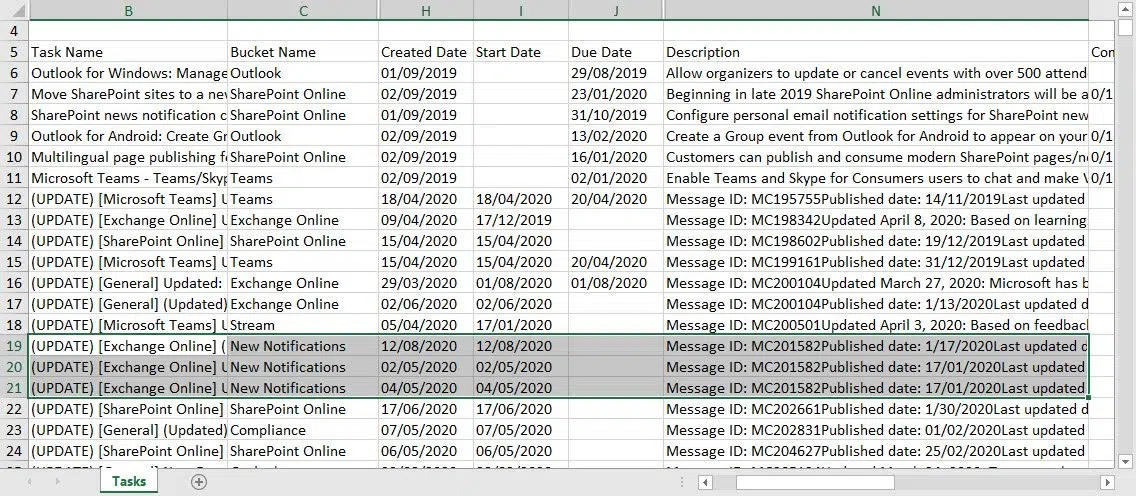 B C H I J N
4
5 Task Name Bucket Name Created Date Start Date Due Date Description Con
6 Outlook for Windows: Manage Outlook 01/09/2019 29/08/2019 Allow organizers to update or cancel events with over 500 attend
7 Move SharePoint sites to a new SharePoint Online 02/09/2019 23/01/2020 Beginning in late 2019 SharePoint Online administrators will be a 0/1
8 SharePoint news notification c SharePoint Online 01/09/2019 31/10/2019 Configure personal email notification settings for SharePoint new
9 Outlook for Android: Create Gr Outlook 02/09/2019 13/02/2020 Create a Group event from Outlook for Android to appear on your 0/1
10 Multilingual page publishing f SharePoint Online 02/09/2019 16/01/2020 Customers can publish and consume modern SharePoint pages/n 0/1
11 Microsoft Teams - Teams/Skyp Teams 02/09/2019 02/01/2020 Enable Teams and Skype for Consumers users to chat and make V 0/1
12 (UPDATE) [Microsoft Teams] U Teams 18/04/2020 18/04/2020 20/04/2020 Message ID: MC195755Published date: 14/11/2019Last updated
13 (UPDATE) [Exchange Online] U Exchange Online 09/04/2020 17/12/2019 Message ID: MC198342Updated April 8, 2020: Based on learning
14 (UPDATE) [SharePoint Online] SharePoint Online 15/04/2020 15/04/2020 Message ID: MC198602Published date: 19/12/2019Last updated
15 (UPDATE) [Microsoft Teams] U Teams 15/04/2020 15/04/2020 20/04/2020 Message ID: MC199161Published date: 31/12/2019Last updated
16 (UPDATE) [General] Updated: Exchange Online 29/03/2020 01/08/2020 01/08/2020 Message ID: MC200104Updated March 27, 2020: Microsoft has b
17 (UPDATE) [General] (Updated) Exchange Online 02/06/2020 02/06/2020 Message ID: MC200104Published date: 1/13/2020Last updated d
18 (UPDATE) [Microsoft Teams] U Stream 05/04/2020 17/01/2020 Message ID: MC200501Updated April 3, 2020: Based on feedbac
19 (UPDATE) [Exchange Online] ( New Notifications 12/08/2020 12/08/2020 Message ID: MC201582Published date: 1/17/2020Last updated d
20 (UPDATE) [Exchange Online] U New Notifications 02/05/2020 02/05/2020 Message ID: MC201582Published date: 17/01/2020Last updated
21 (UPDATE) [Exchange Online] U New Notifications 04/05/2020 04/05/2020 Message ID: MC201582Published date: 17/01/2020Last updated
22 (UPDATE) [SharePoint Online] SharePoint Online 17/06/2020 17/06/2020 Message ID: MC202661Published date: 1/30/2020Last updated d
23 (UPDATE) [General] (Updated) Compliance 07/05/2020 07/05/2020 Message ID: MC202831Published date: 01/02/2020Last updated
24 (UPDATE) [SharePoint Online] SharePoint Online 06/05/2020 06/05/2020 Message ID: MC204627Published date: 25/02/2020Last updated
Tasks